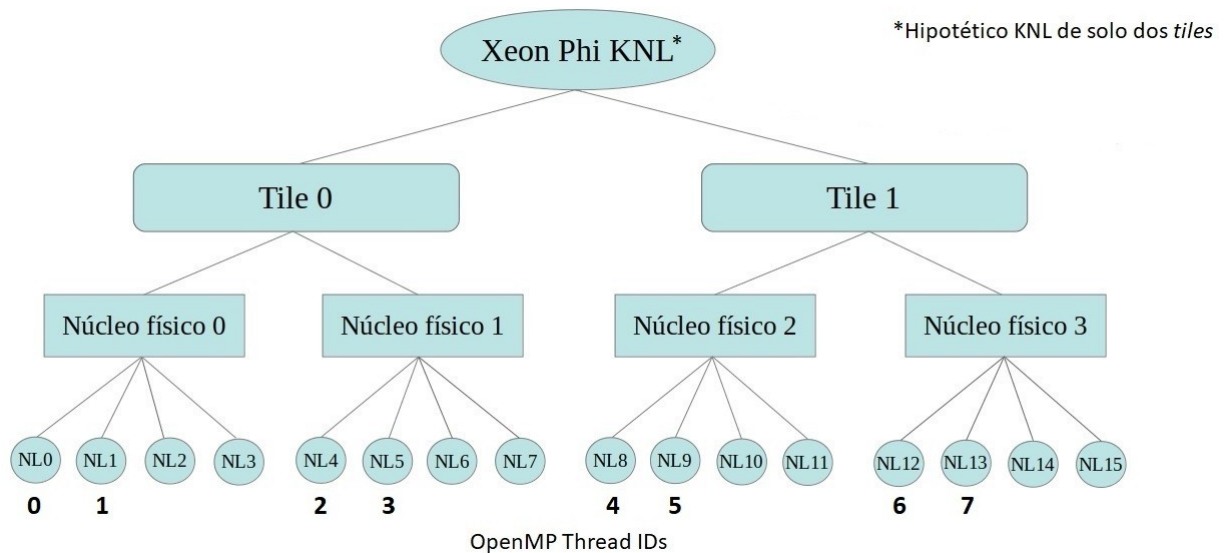 Xeon Phi KNL*
*Hipotético KNL de solo dos tiles
Tile 0
Tile 1
Núcleo físico 0
Núcleo físico 1
Núcleo físico 2
Núcleo físico 3
NL0 NL1 NL2 NL3 NL4 NL5 NL6 NL7 NL8 NL9 NL10 NL11 NL12 NL13 NL14 NL15
0 1 2 3 4 5 6 7
OpenMP Thread IDs